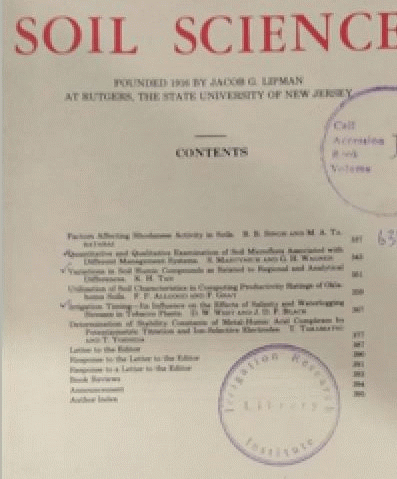 SOIL SCIENCE
FOUNDED 1916 BY JACOB G. LIPMAN
AT RUTGERS, THE STATE UNIVERSITY OF NEW JERSEY
CONTENTS
Call
Accession
Book
Volume
63
Factors Affecting Rhodanese Activity in Soils. B. B. SINGH AND M. A. TA-
BATABAI 337
Quantitative and Qualitative Examination of Soil Microflora Associated with
Different Management Systems. S. MARTYNIUK AND G. H. WAGNER 343
Variations in Soil Humic Compounds as Related to Regional and Analytical
Differences. K. H. TAN 351
Utilization of Soil Characteristics in Computing Productivity Ratings of Okla-
homa Soils. F. F. ALLGOOD AND F. GRAY 359
Irrigation Timing—Its Influence on the Effects of Salinity and Waterlogging
Stresses in Tobacco Plants. D. W. WEST AND J. D. F. BLACK 367
Determination of Stability Constants of Metal-Humic Acid Complexes by
Potentiometric Titration and Ion-Selective Electrodes. T. TAKAMATSU
AND T. YOSHIDA 377
Letter to the Editor 387
Response to the Letter to the Editor 390
Response to a Letter to the Editor 391
Book Reviews 393
Announcement 394
Author Index 395
Irrigation Research
Library
Institute